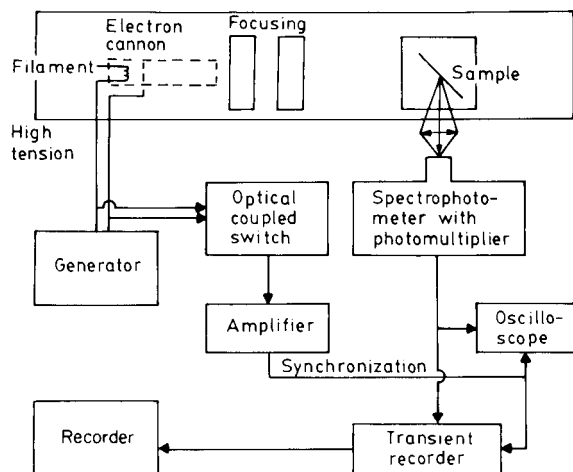 Electron
cannon
Focusing
Filament
Sample
High
tension
Optical
coupled
switch
Spectrophoto-
meter with
photomultiplier
Generator
Amplifier
Oscillo-
scope
Synchronization
Recorder
Transient
recorder